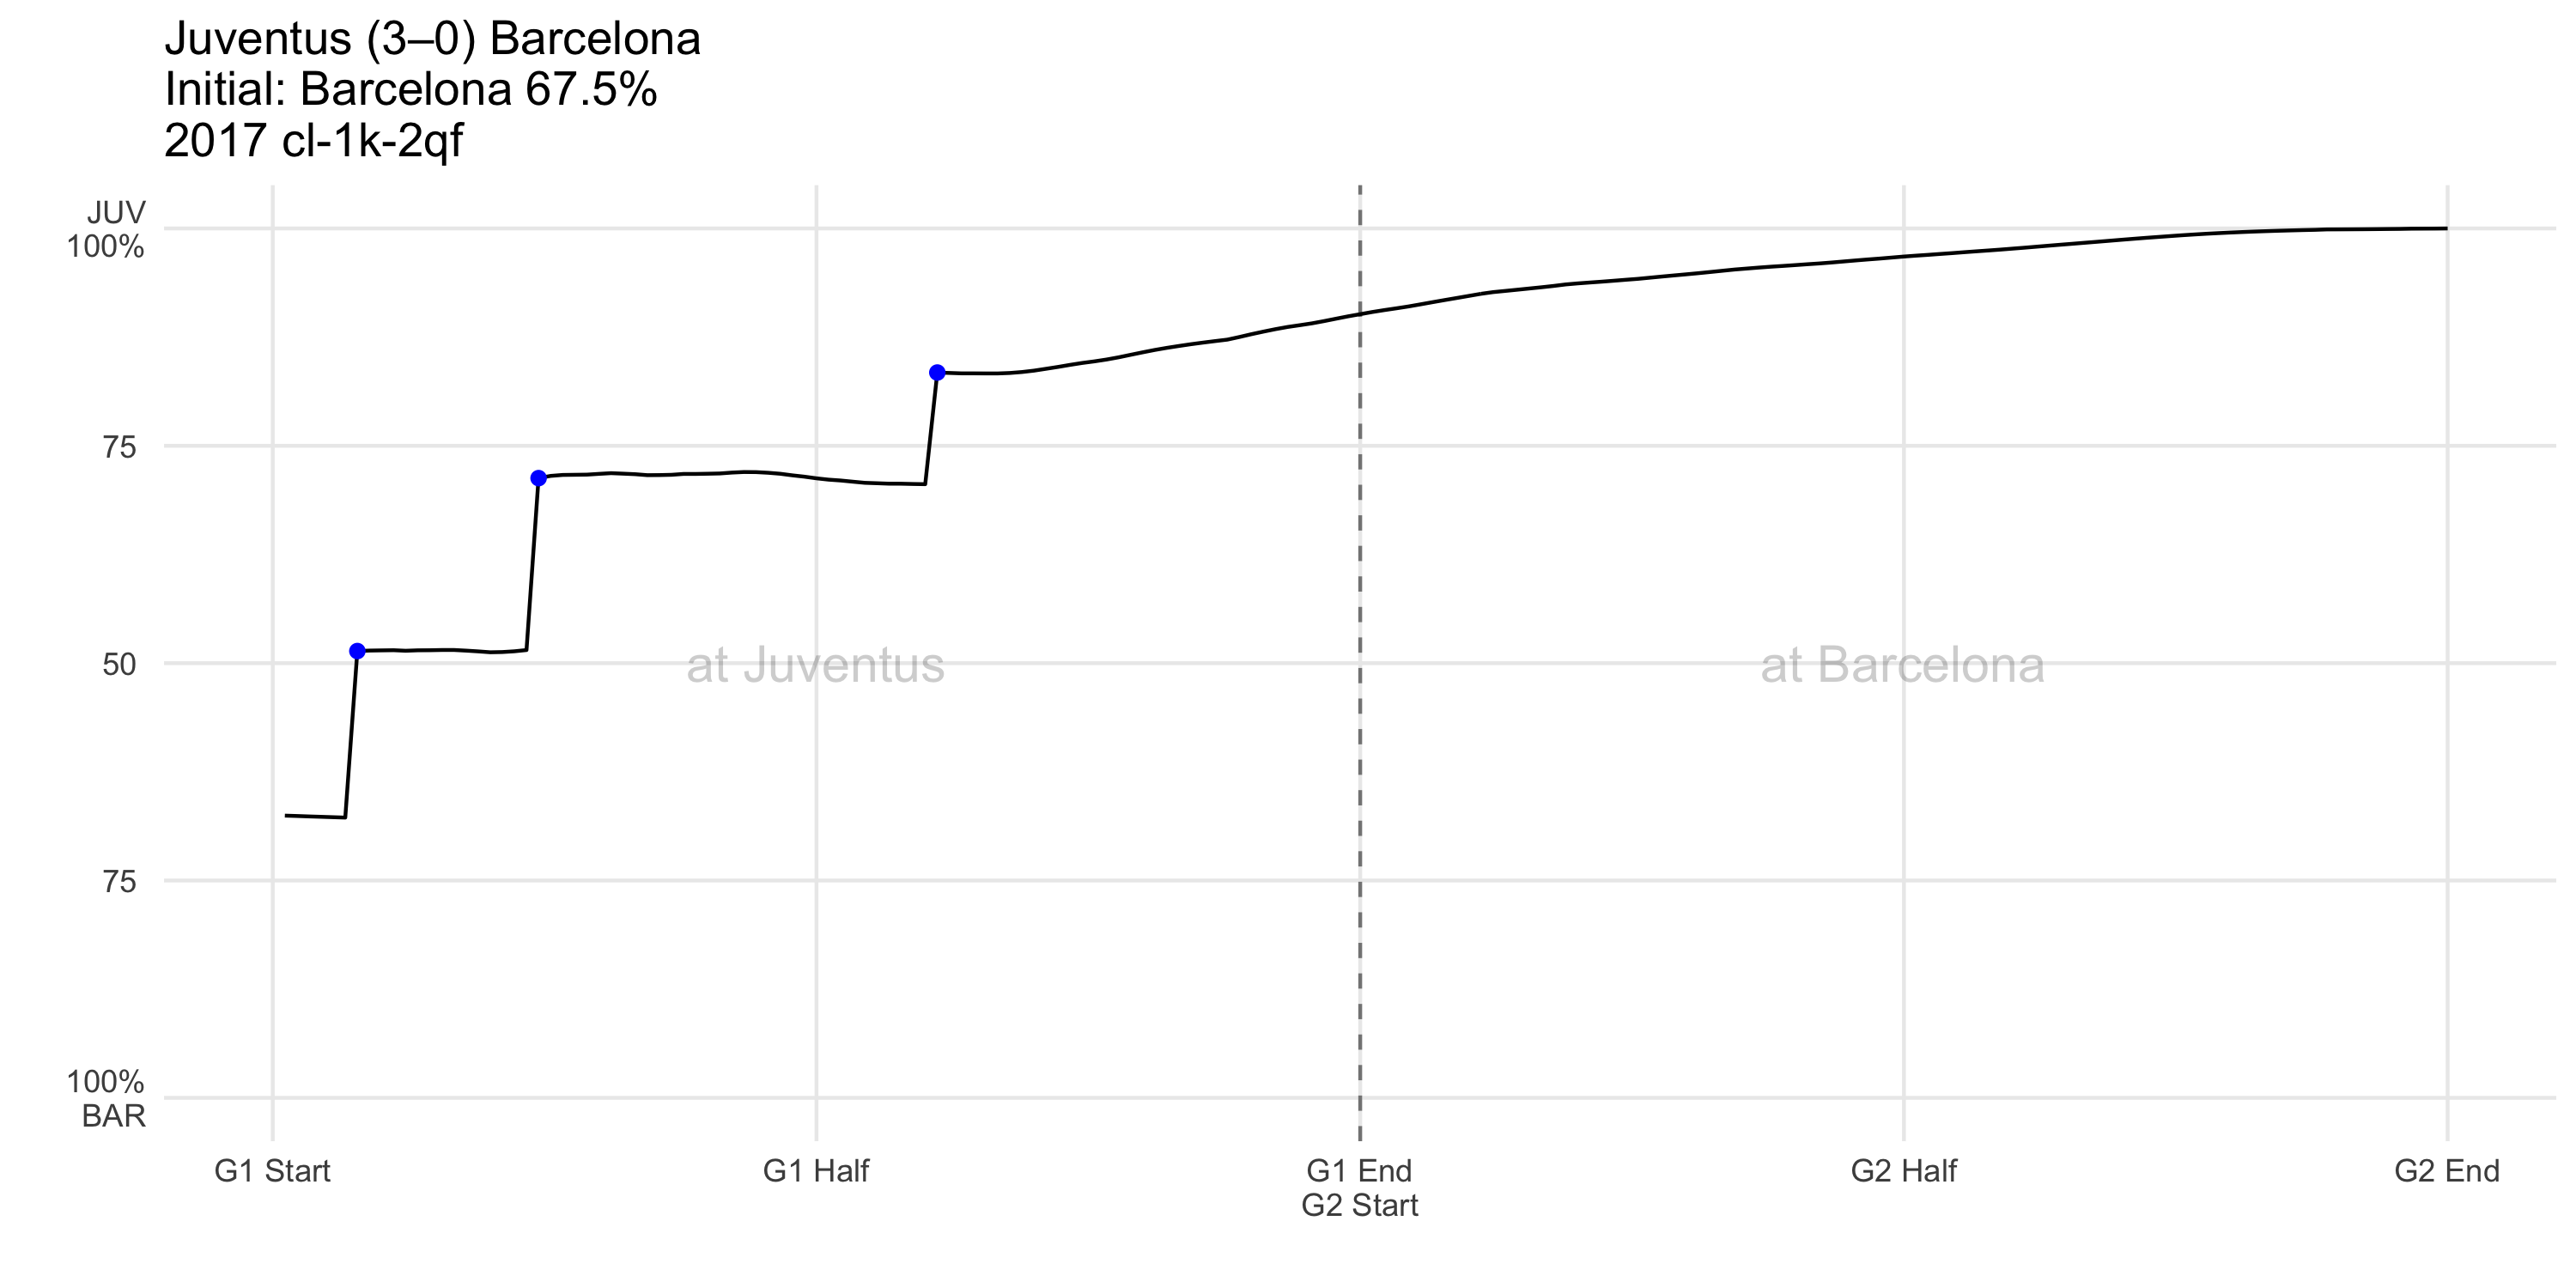 Juventus (3–0) Barcelona
Initial: Barcelona 67.5%
2017 cl-1k-2qf
JUV
100%
75
50
at Juventus
at Barcelona
75
100%
BAR
G1 Start
G1 Half
G1 End
G2 Start
G2 Half
G2 End